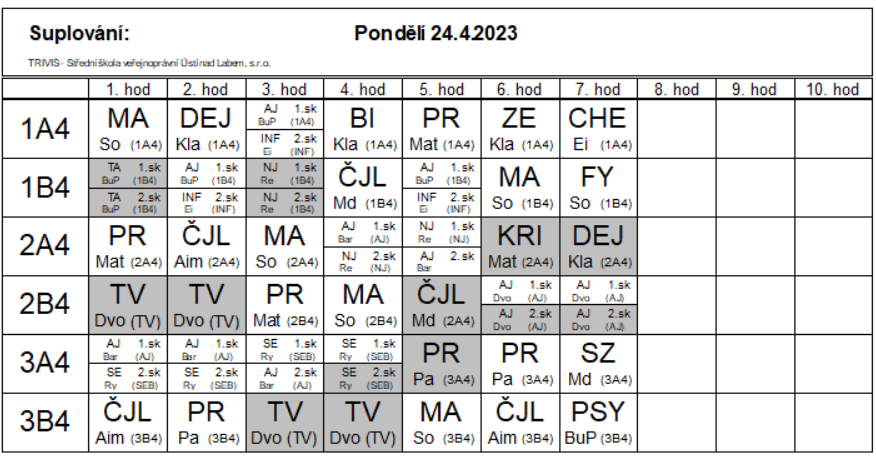 Suplování: Pondělí 24.4.2023
TRIVIS - Střední škola veřejnoprávní Ústí nad Labem, s.r.o.
1. hod 2. hod 3. hod 4. hod 5. hod 6. hod 7. hod 8. hod 9. hod 10. hod
1A4
MA
So (1A4)
DEJ
Kla (1A4)
AJ 1.sk
BuP (1A4)
INF 2.sk
Ei (INF)
BI
Kla (1A4)
PR
Mat (1A4)
ZE
Kla (1A4)
CHE
Ei (1A4)
1B4
TA 1.sk
BuP (1B4)
TA 2.sk
BuP (1B4)
AJ 1.sk
BuP (1B4)
INF 2.sk
Ei (INF)
NJ 1.sk
Re (1B4)
NJ 2.sk
Re (1B4)
ČJL
Md (1B4)
AJ 1.sk
BuP (1B4)
INF 2.sk
Ei (INF)
MA
So (1B4)
FY
So (1B4)
2A4
PR
Mat (2A4)
ČJL
Aim (2A4)
MA
So (2A4)
AJ 1.sk
Bar (AJ)
NJ 2.sk
Re (NJ)
NJ 1.sk
Re (NJ)
AJ 2.sk
Bar
KRI
Mat (2A4)
DEJ
Kla (2A4)
2B4
TV
Dvo (TV)
TV
Dvo (TV)
PR
Mat (2B4)
MA
So (2B4)
ČJL
Md (2A4)
AJ 1.sk
Dvo (AJ)
AJ 2.sk
Dvo (AJ)
AJ 1.sk
Dvo (AJ)
AJ 2.sk
Dvo (AJ)
3A4
AJ 1.sk
Bar (AJ)
SE 2.sk
Ry (SEB)
AJ 1.sk
Bar (AJ)
SE 2.sk
Ry (SEB)
SE 1.sk
Ry (SEB)
AJ 2.sk
Bar (AJ)
SE 1.sk
Ry (SEB)
SE 2.sk
Ry (SEB)
PR
Pa (3A4)
PR
Pa (3A4)
SZ
Md (3A4)
3B4
ČJL
Aim (3B4)
PR
Pa (3B4)
TV
Dvo (TV)
TV
Dvo (TV)
MA
So (3B4)
ČJL
Aim (3B4)
PSY
BuP (3B4)